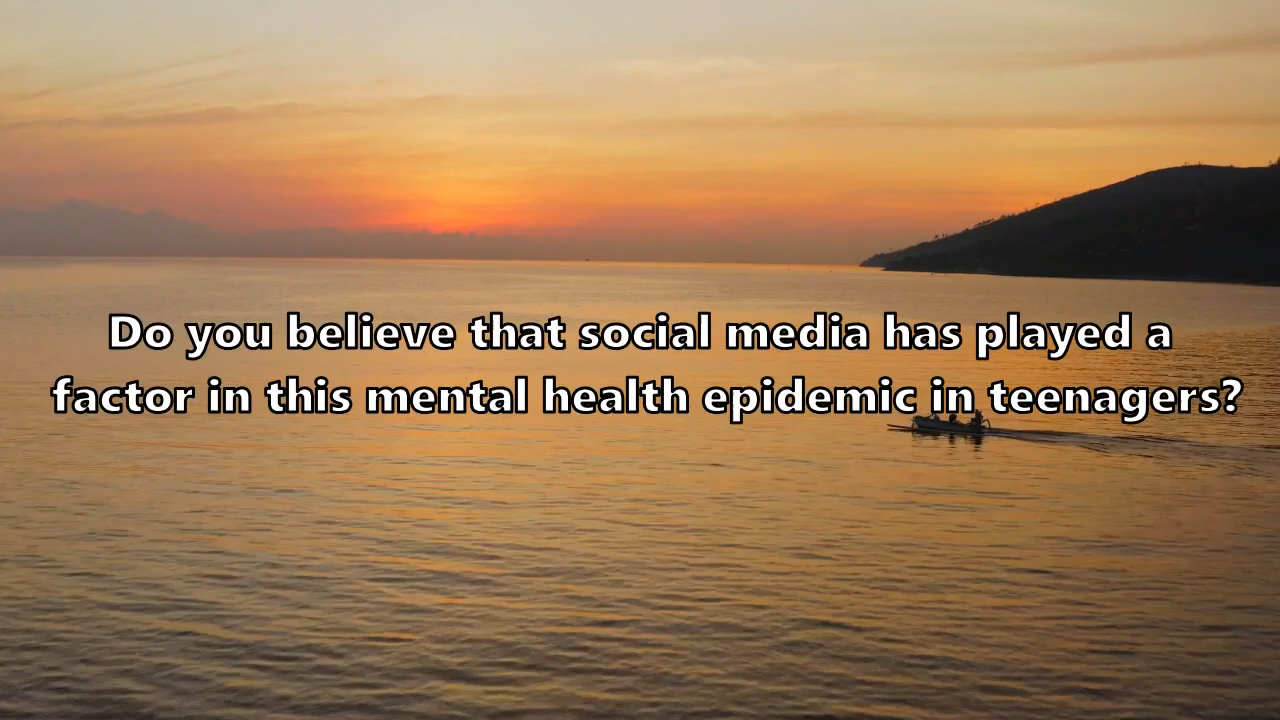 Do you believe that social media has played a
factor in this mental health epidemic in teenagers?